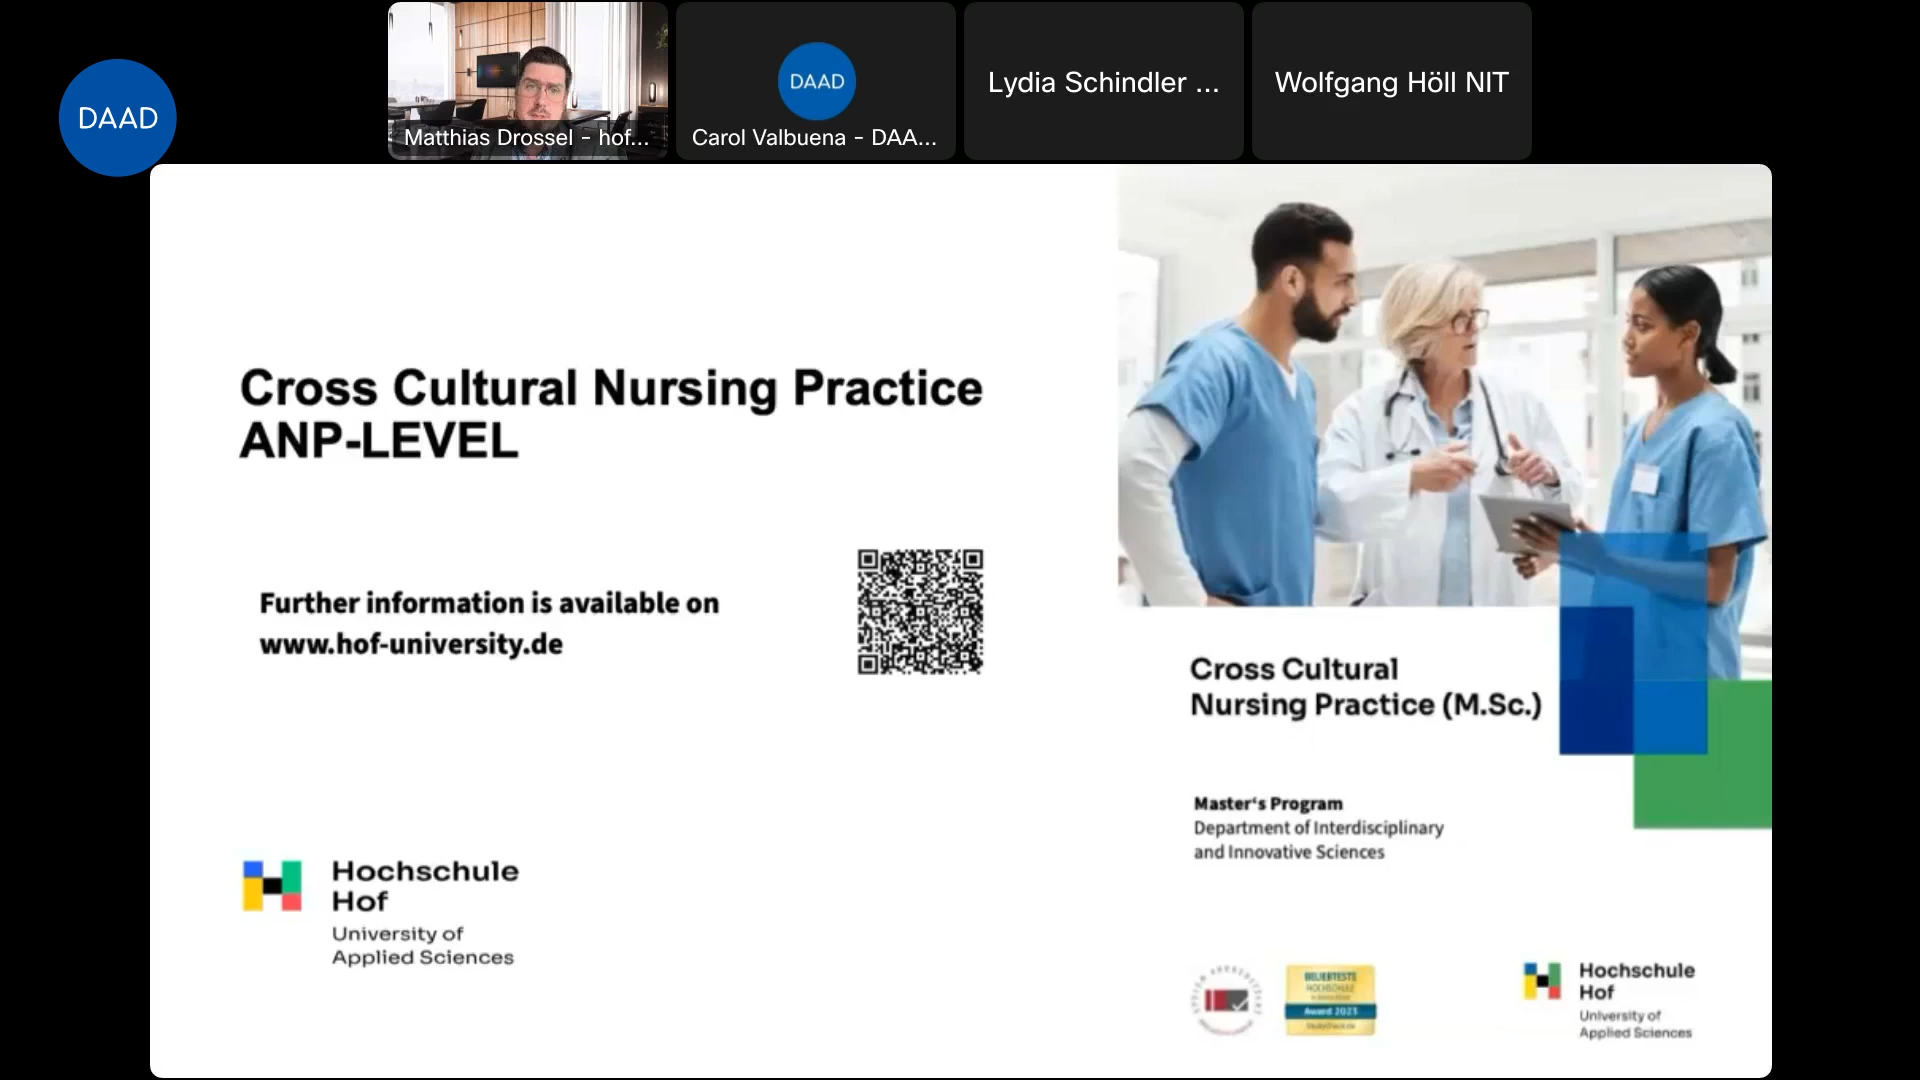 DAAD
Matthias Drossel - hof...
DAAD
Carol Valbuena - DAA...
Lydia Schindler ...
Wolfgang Höll NIT
Cross Cultural Nursing Practice
ANP-LEVEL
Further information is available on
www.hof-university.de
Hochschule
Hof
University of
Applied Sciences
Cross Cultural
Nursing Practice (M.Sc.)
Master‘s Program
Department of Interdisciplinary
and Innovative Sciences
BELIEBTESTE
HOCHSCHULE
Award 2023
Hochschule
Hof
University of
Applied Sciences